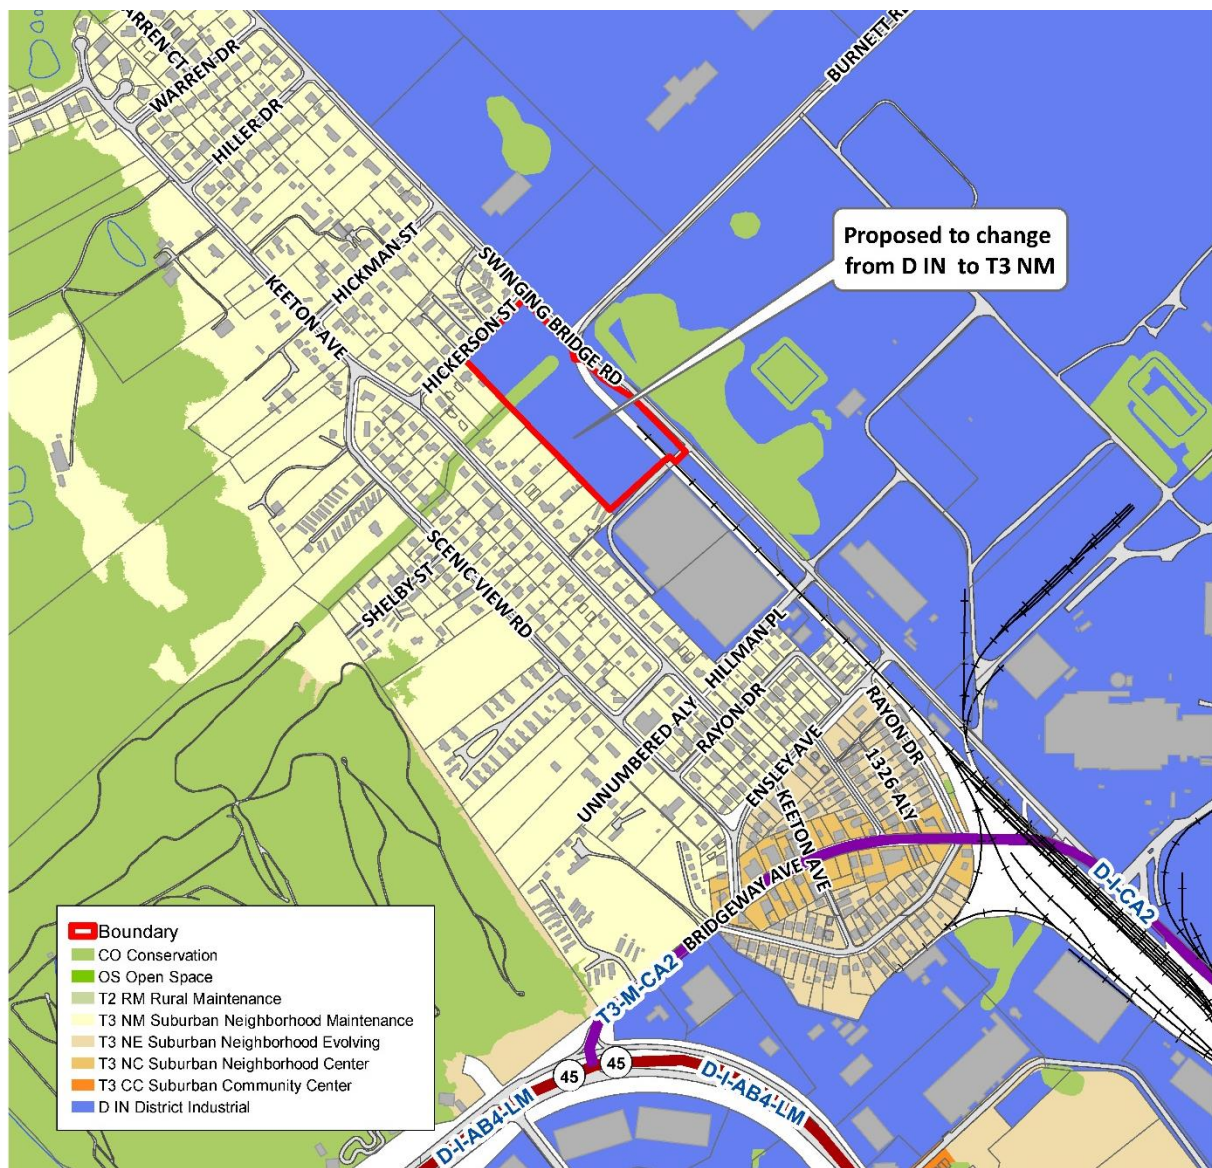 WARREN CT
WARREN DR
HILLER DR
BURNETT R
HICKMAN ST
KEETON AVE
SWINGING BRIDGE RD
HICKERSON ST
Proposed to change
from D IN to T3 NM
SCENIC VIEW RD
SHELBY ST
HILLMAN PL
UNNUMBERED ALY
RAYON DR
ENSLEY AVE
KEETON AVE
RAYON DR
1326 ALY
BRIDGEWAY AVE
T3-M-CA2
D-I-CA2
45
45
D-I-AB4-LM
D-I-AB4-LM
Boundary
CO Conservation
OS Open Space
T2 RM Rural Maintenance
T3 NM Suburban Neighborhood Maintenance
T3 NE Suburban Neighborhood Evolving
T3 NC Suburban Neighborhood Center
T3 CC Suburban Community Center
D IN District Industrial